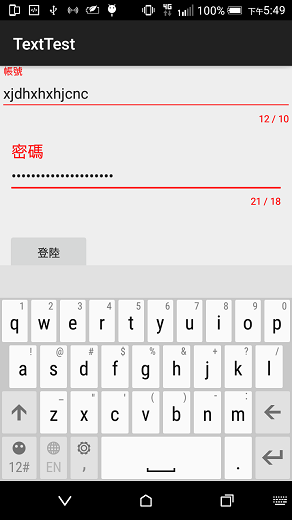 4G 100% 下午5:49
TextTest
帳號
xjdhxhxhjcnc
12 / 10
密碼
•••••••••••••••••••••
21 / 18
登陸
1 2 3 4 5 6 7 8 9 0
q w e r t y u i o p
! @ # $ % & + ? /
a s d f g h j k l
_ " ' ( ) - :
z x c v b n m
12# EN , .